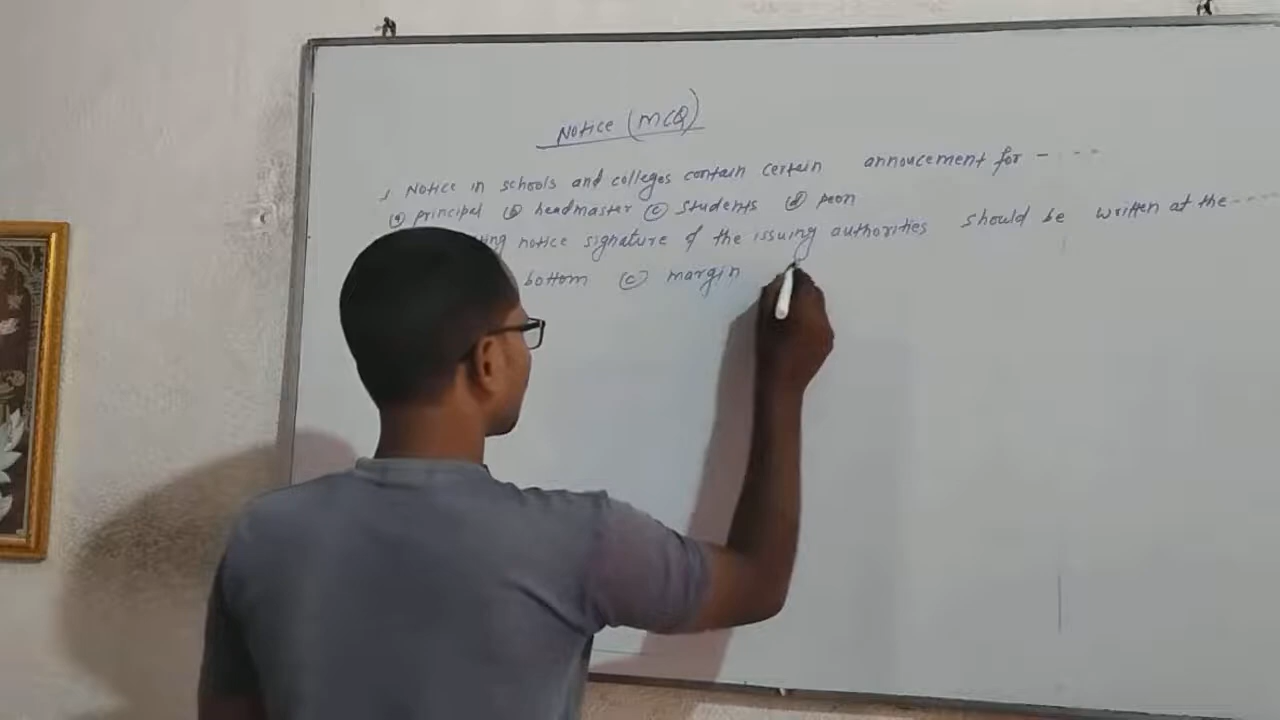 Notice (MCQ)
1, Notice in schools and colleges contain certain annoucement for - - - -
(a) principal (b) headmaster (c) students (d) peon
notice signature of the issuing authorities should be written at the - - - -
bottom (c) margin